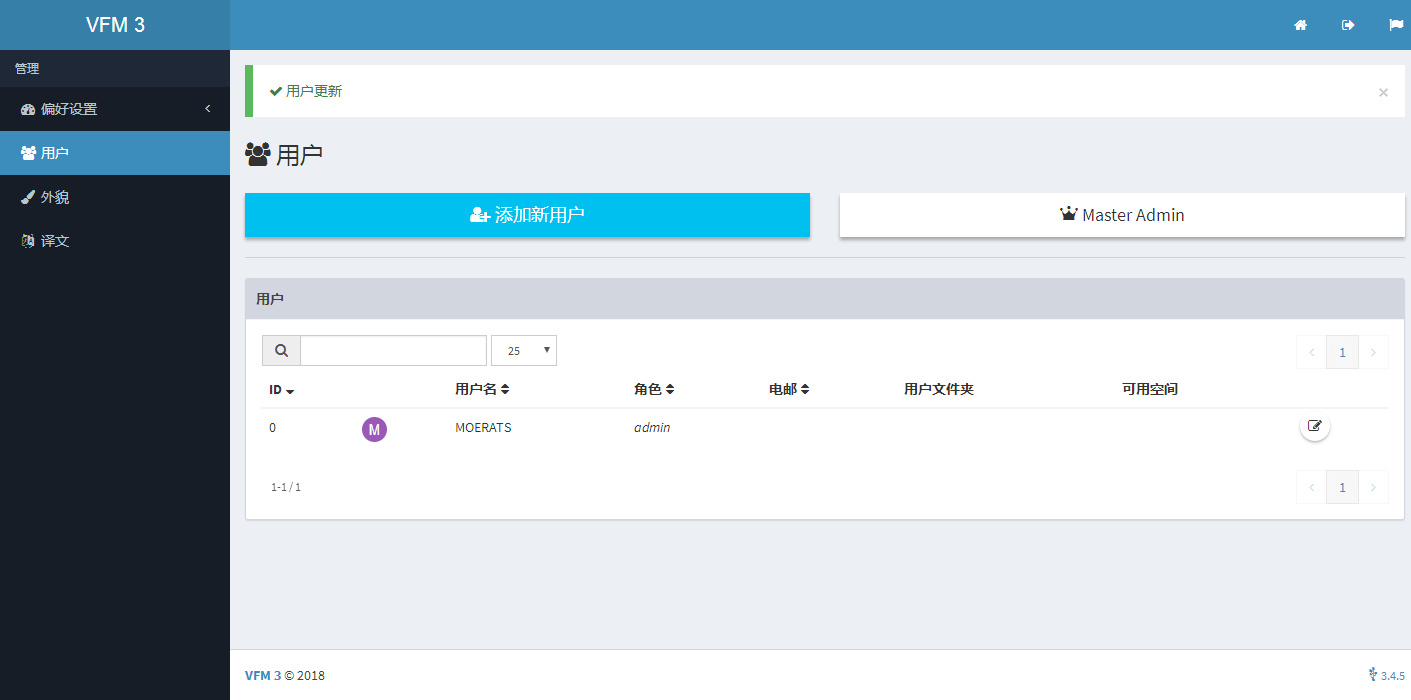 VFM 3
管理
偏好设置
用户
外貌
译文
用户更新
×
用户
添加新用户
Master Admin
用户
25
1
ID 用户名 角色 电邮 用户文件夹 可用空间
0 M MOERATS admin
1-1 / 1
1
VFM 3 © 2018
3.4.5